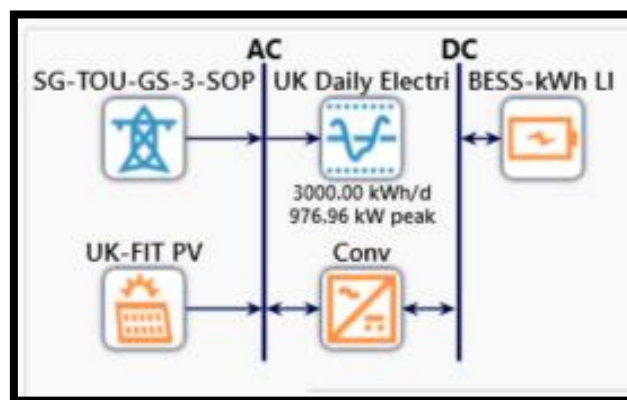 AC DC
SG-TOU-GS-3-SOP UK Daily Electri BESS-kWh LI
3000.00 kWh/d
976.96 kW peak
UK-FIT PV Conv